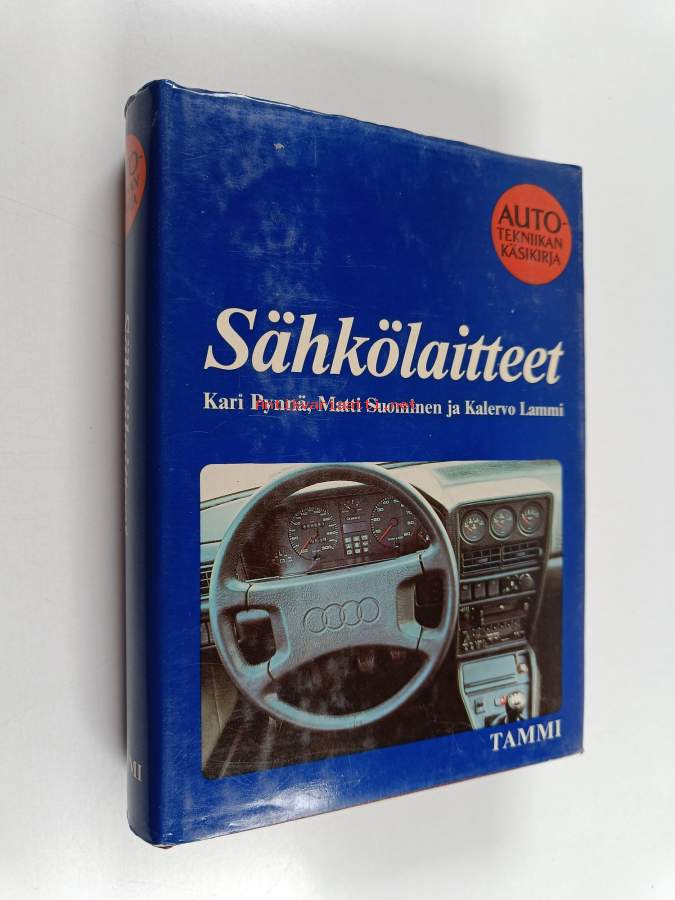 AUTO-
TEKNIIKAN
KÄSIKIRJA
Sähkölaitteet
Kari Pynnä, Matti Suominen ja Kalervo Lammi
TAMMI